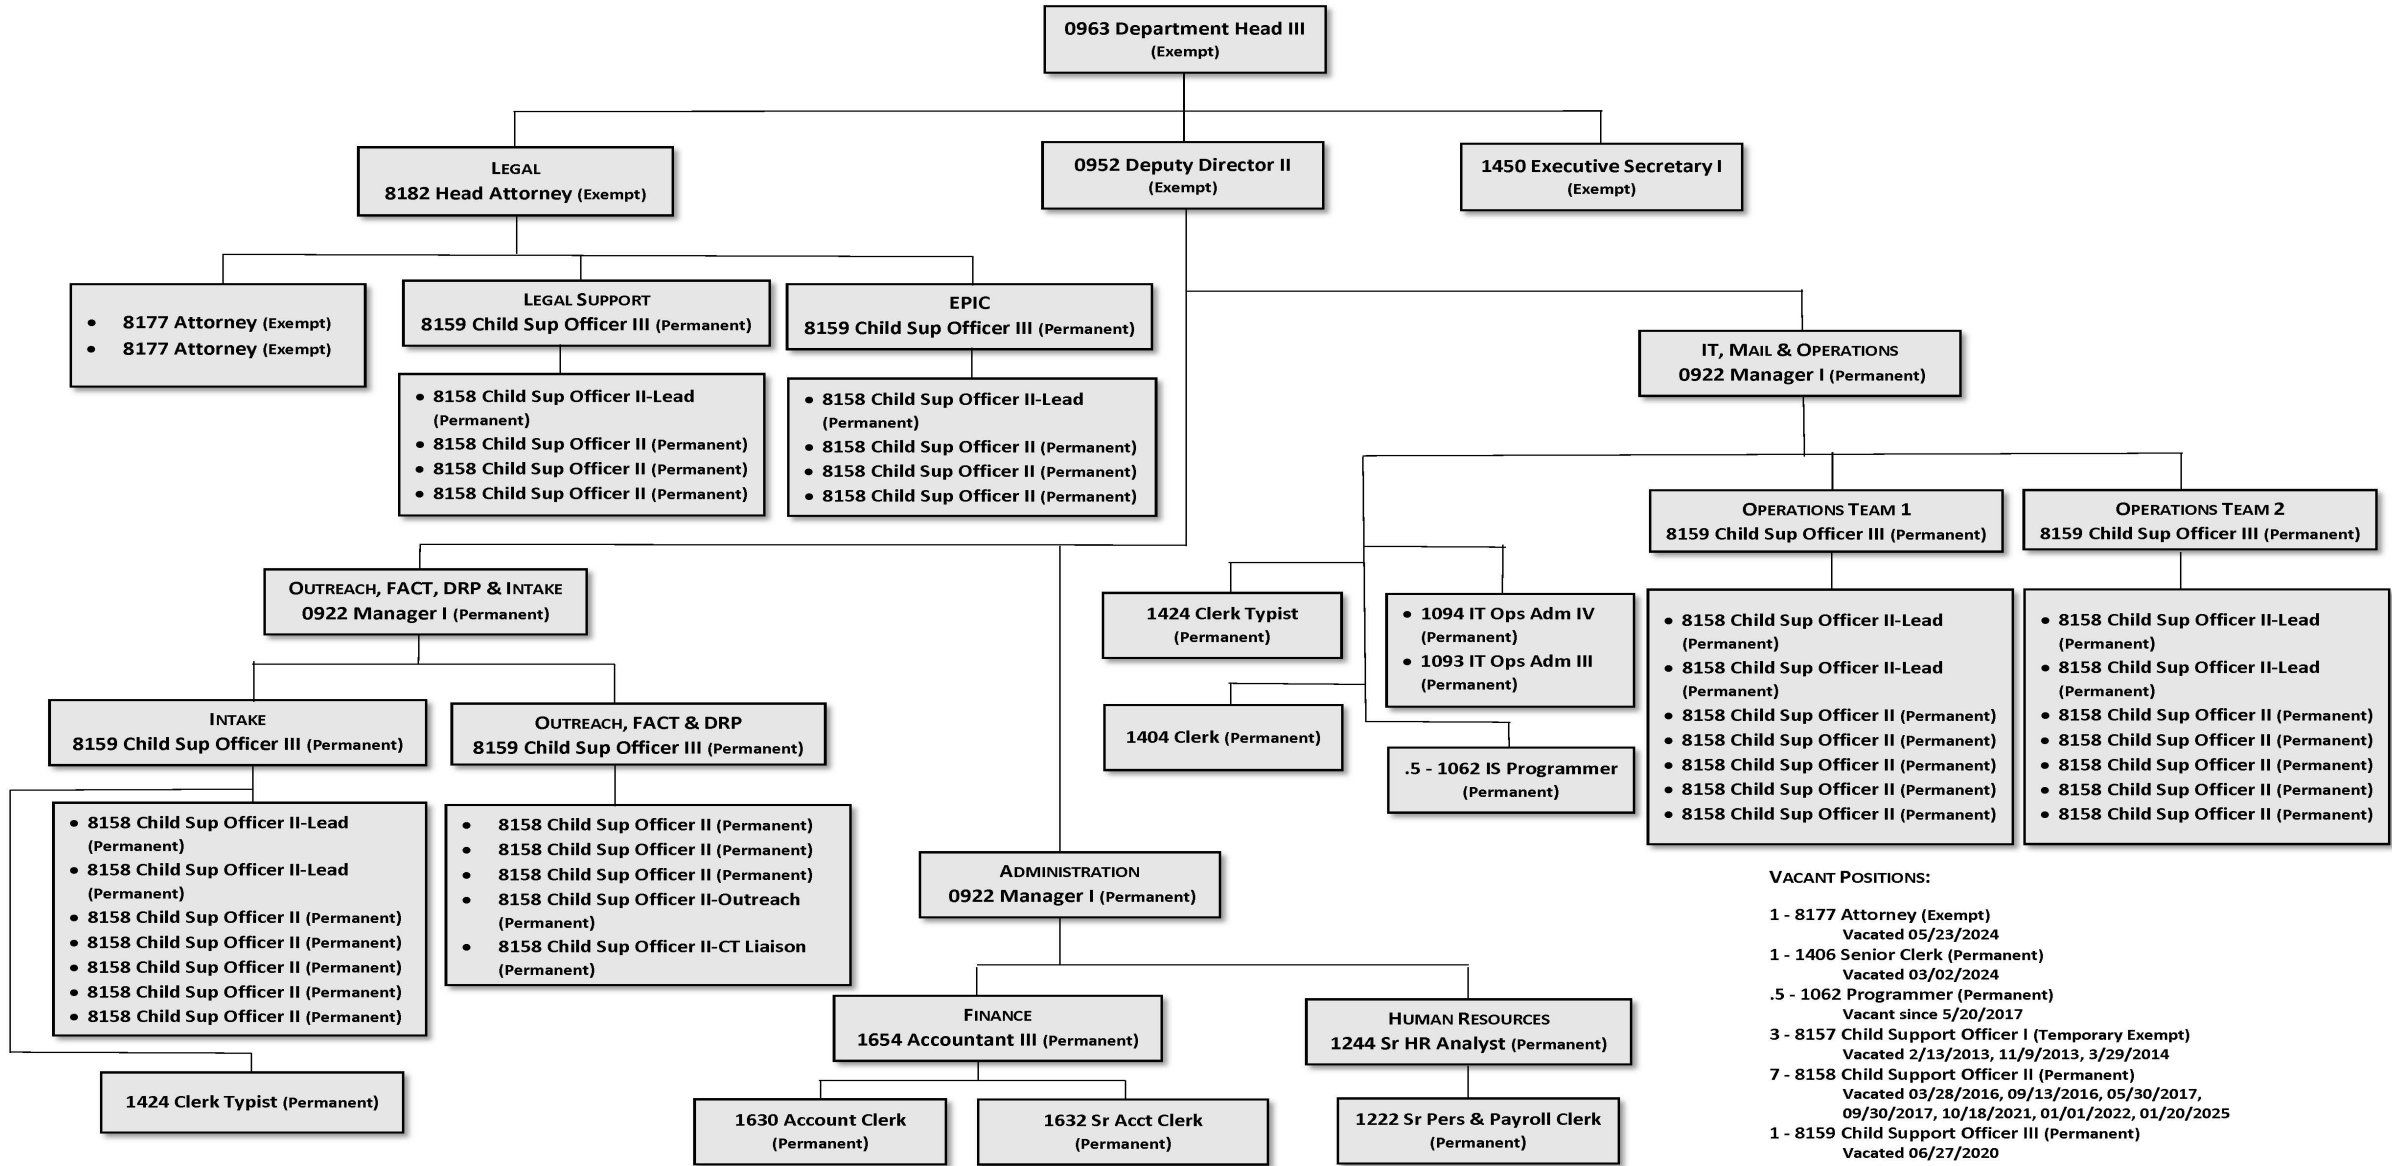 0963 Department Head III
(Exempt)
LEGAL
8182 Head Attorney (Exempt)
0952 Deputy Director II
(Exempt)
1450 Executive Secretary I
(Exempt)
• 8177 Attorney (Exempt)
• 8177 Attorney (Exempt)
LEGAL SUPPORT
8159 Child Sup Officer III (Permanent)
• 8158 Child Sup Officer II-Lead
(Permanent)
• 8158 Child Sup Officer II (Permanent)
• 8158 Child Sup Officer II (Permanent)
• 8158 Child Sup Officer II (Permanent)
EPIC
8159 Child Sup Officer III (Permanent)
• 8158 Child Sup Officer II-Lead
(Permanent)
• 8158 Child Sup Officer II (Permanent)
• 8158 Child Sup Officer II (Permanent)
• 8158 Child Sup Officer II (Permanent)
IT, MAIL & OPERATIONS
0922 Manager I (Permanent)
OPERATIONS TEAM 1
8159 Child Sup Officer III (Permanent)
OPERATIONS TEAM 2
8159 Child Sup Officer III (Permanent)
1424 Clerk Typist
(Permanent)
• 1094 IT Ops Adm IV
(Permanent)
• 1093 IT Ops Adm III
(Permanent)
1404 Clerk (Permanent)
.5 - 1062 IS Programmer
(Permanent)
• 8158 Child Sup Officer II-Lead
(Permanent)
• 8158 Child Sup Officer II-Lead
(Permanent)
• 8158 Child Sup Officer II (Permanent)
• 8158 Child Sup Officer II (Permanent)
• 8158 Child Sup Officer II (Permanent)
• 8158 Child Sup Officer II (Permanent)
• 8158 Child Sup Officer II (Permanent)
• 8158 Child Sup Officer II-Lead
(Permanent)
• 8158 Child Sup Officer II-Lead
(Permanent)
• 8158 Child Sup Officer II (Permanent)
• 8158 Child Sup Officer II (Permanent)
• 8158 Child Sup Officer II (Permanent)
• 8158 Child Sup Officer II (Permanent)
• 8158 Child Sup Officer II (Permanent)
OUTREACH, FACT, DRP & INTAKE
0922 Manager I (Permanent)
INTAKE
8159 Child Sup Officer III (Permanent)
OUTREACH, FACT & DRP
8159 Child Sup Officer III (Permanent)
• 8158 Child Sup Officer II-Lead
(Permanent)
• 8158 Child Sup Officer II-Lead
(Permanent)
• 8158 Child Sup Officer II (Permanent)
• 8158 Child Sup Officer II (Permanent)
• 8158 Child Sup Officer II (Permanent)
• 8158 Child Sup Officer II (Permanent)
• 8158 Child Sup Officer II (Permanent)
• 8158 Child Sup Officer II (Permanent)
• 8158 Child Sup Officer II (Permanent)
• 8158 Child Sup Officer II (Permanent)
• 8158 Child Sup Officer II-Outreach
(Permanent)
• 8158 Child Sup Officer II-CT Liaison
(Permanent)
1424 Clerk Typist (Permanent)
ADMINISTRATION
0922 Manager I (Permanent)
FINANCE
1654 Accountant III (Permanent)
HUMAN RESOURCES
1244 Sr HR Analyst (Permanent)
1630 Account Clerk
(Permanent)
1632 Sr Acct Clerk
(Permanent)
1222 Sr Pers & Payroll Clerk
(Permanent)
VACANT POSITIONS:
1 - 8177 Attorney (Exempt)
Vacated 05/23/2024
1 - 1406 Senior Clerk (Permanent)
Vacated 03/02/2024
.5 - 1062 Programmer (Permanent)
Vacant since 5/20/2017
3 - 8157 Child Support Officer I (Temporary Exempt)
Vacated 2/13/2013, 11/9/2013, 3/29/2014
7 - 8158 Child Support Officer II (Permanent)
Vacated 03/28/2016, 09/13/2016, 05/30/2017,
09/30/2017, 10/18/2021, 01/01/2022, 01/20/2025
1 - 8159 Child Support Officer III (Permanent)
Vacated 06/27/2020